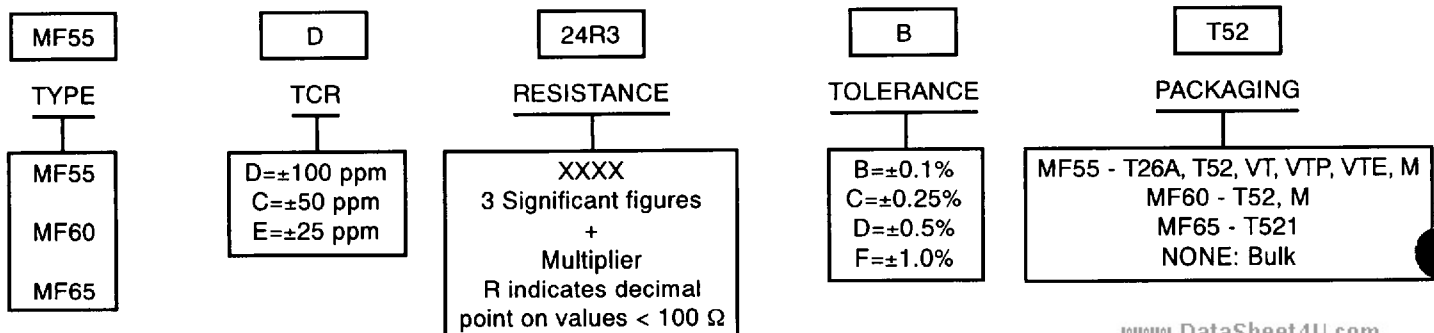 MF55 D 24R3 B T52
TYPE TCR RESISTANCE TOLERANCE PACKAGING
MF55
MF60
MF65
D=±100 ppm
C=±50 ppm
E=±25 ppm
XXXX
3 Significant figures
+
Multiplier
R indicates decimal
point on values < 100 Ω
B=±0.1%
C=±0.25%
D=±0.5%
F=±1.0%
MF55 - T26A, T52, VT, VTP, VTE, M
MF60 - T52, M
MF65 - T521
NONE: Bulk
www.DataSheet4U.com